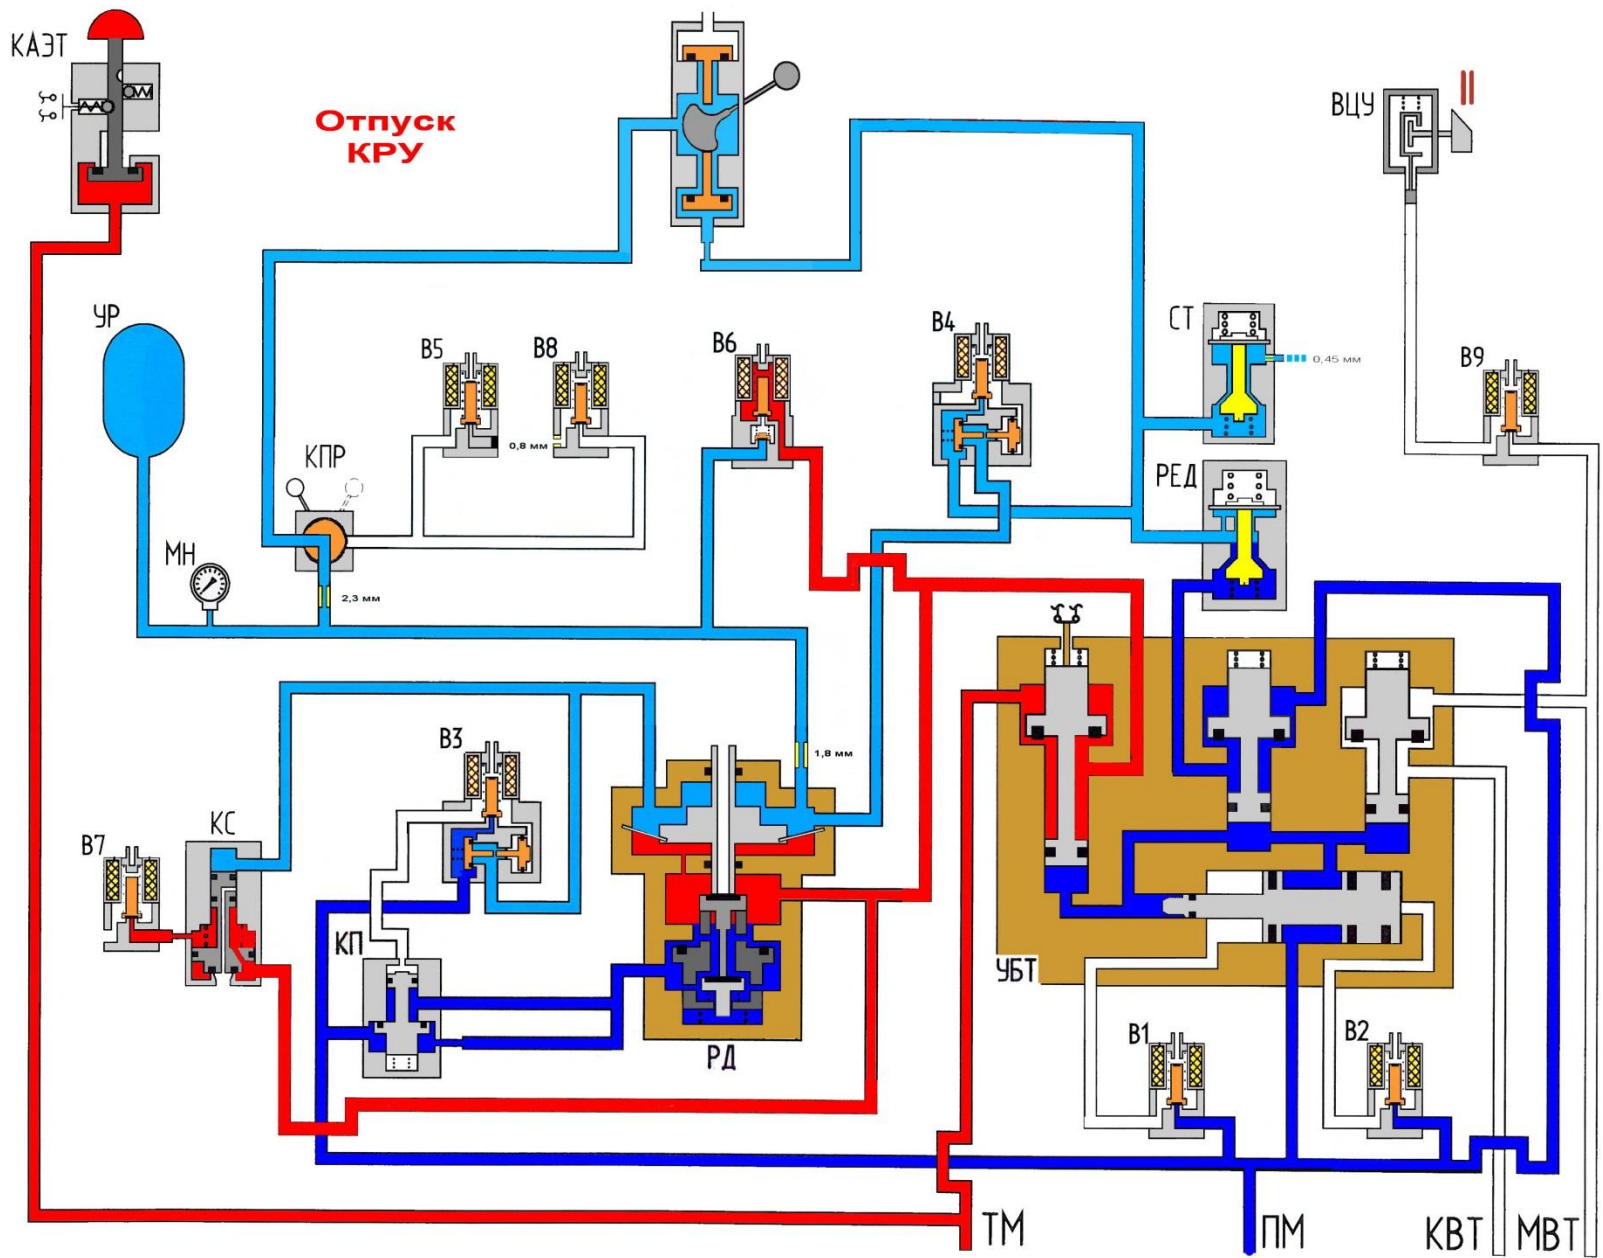 КАЭТ
Отпуск
КРУ
ВЦУ
II
УР
В5
В8
В6
В4
СТ
0,45 мм
В9
0,8 мм
КПР
РЕД
МН
2,3 мм
В3
1,8 мм
КС
В7
КП
УБТ
РД
В1
В2
ТМ
ПМ
КВТ
МВТ